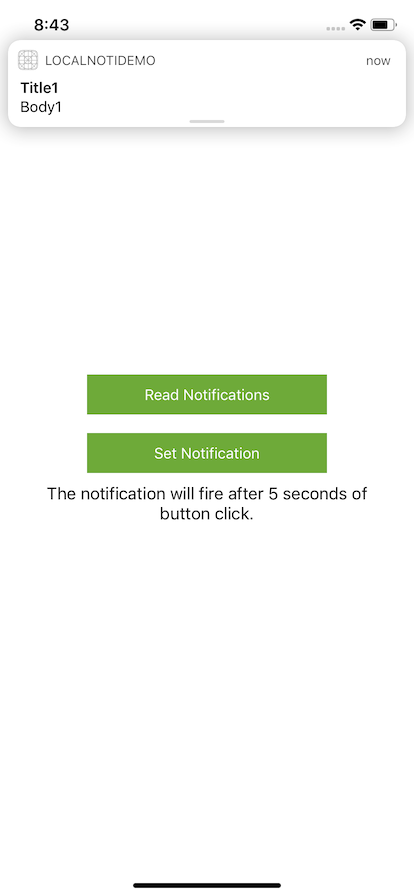 8:43
LOCALNOTIDEMO now
Title1
Body1
Read Notifications
Set Notification
The notification will fire after 5 seconds of
button click.